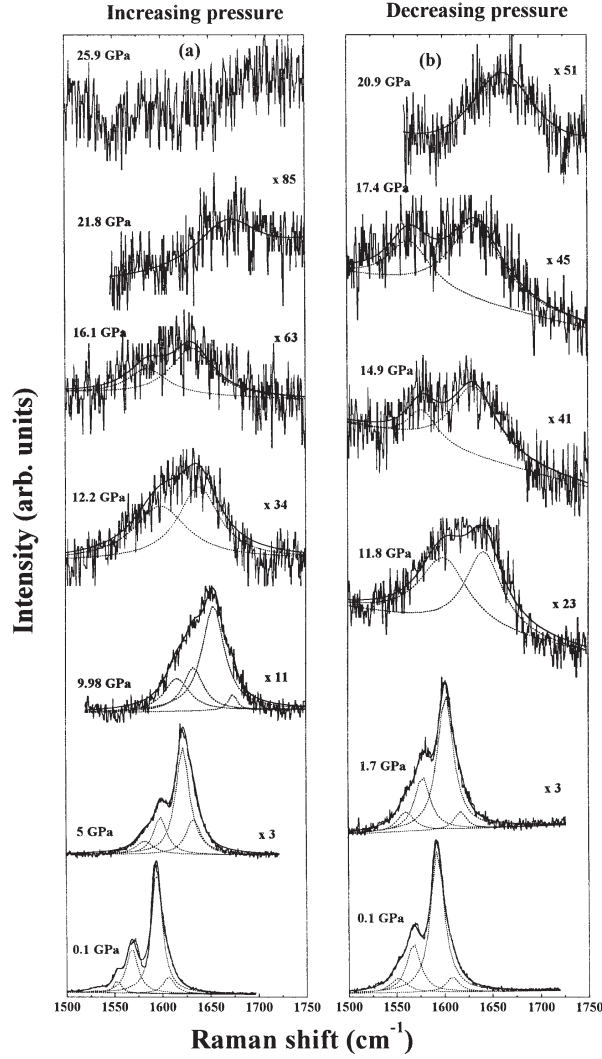 Increasing pressure
Decreasing pressure
(a)
25.9 GPa
x 85
21.8 GPa
16.1 GPa
x 63
12.2 GPa
x 34
9.98 GPa
x 11
5 GPa
x 3
0.1 GPa
1500 1550 1600 1650 1700 1750
(b)
20.9 GPa
x 51
17.4 GPa
x 45
14.9 GPa
x 41
11.8 GPa
x 23
1.7 GPa
x 3
0.1 GPa
1500 1550 1600 1650 1700 1750
Intensity (arb. units)
Raman shift (cm⁻¹)